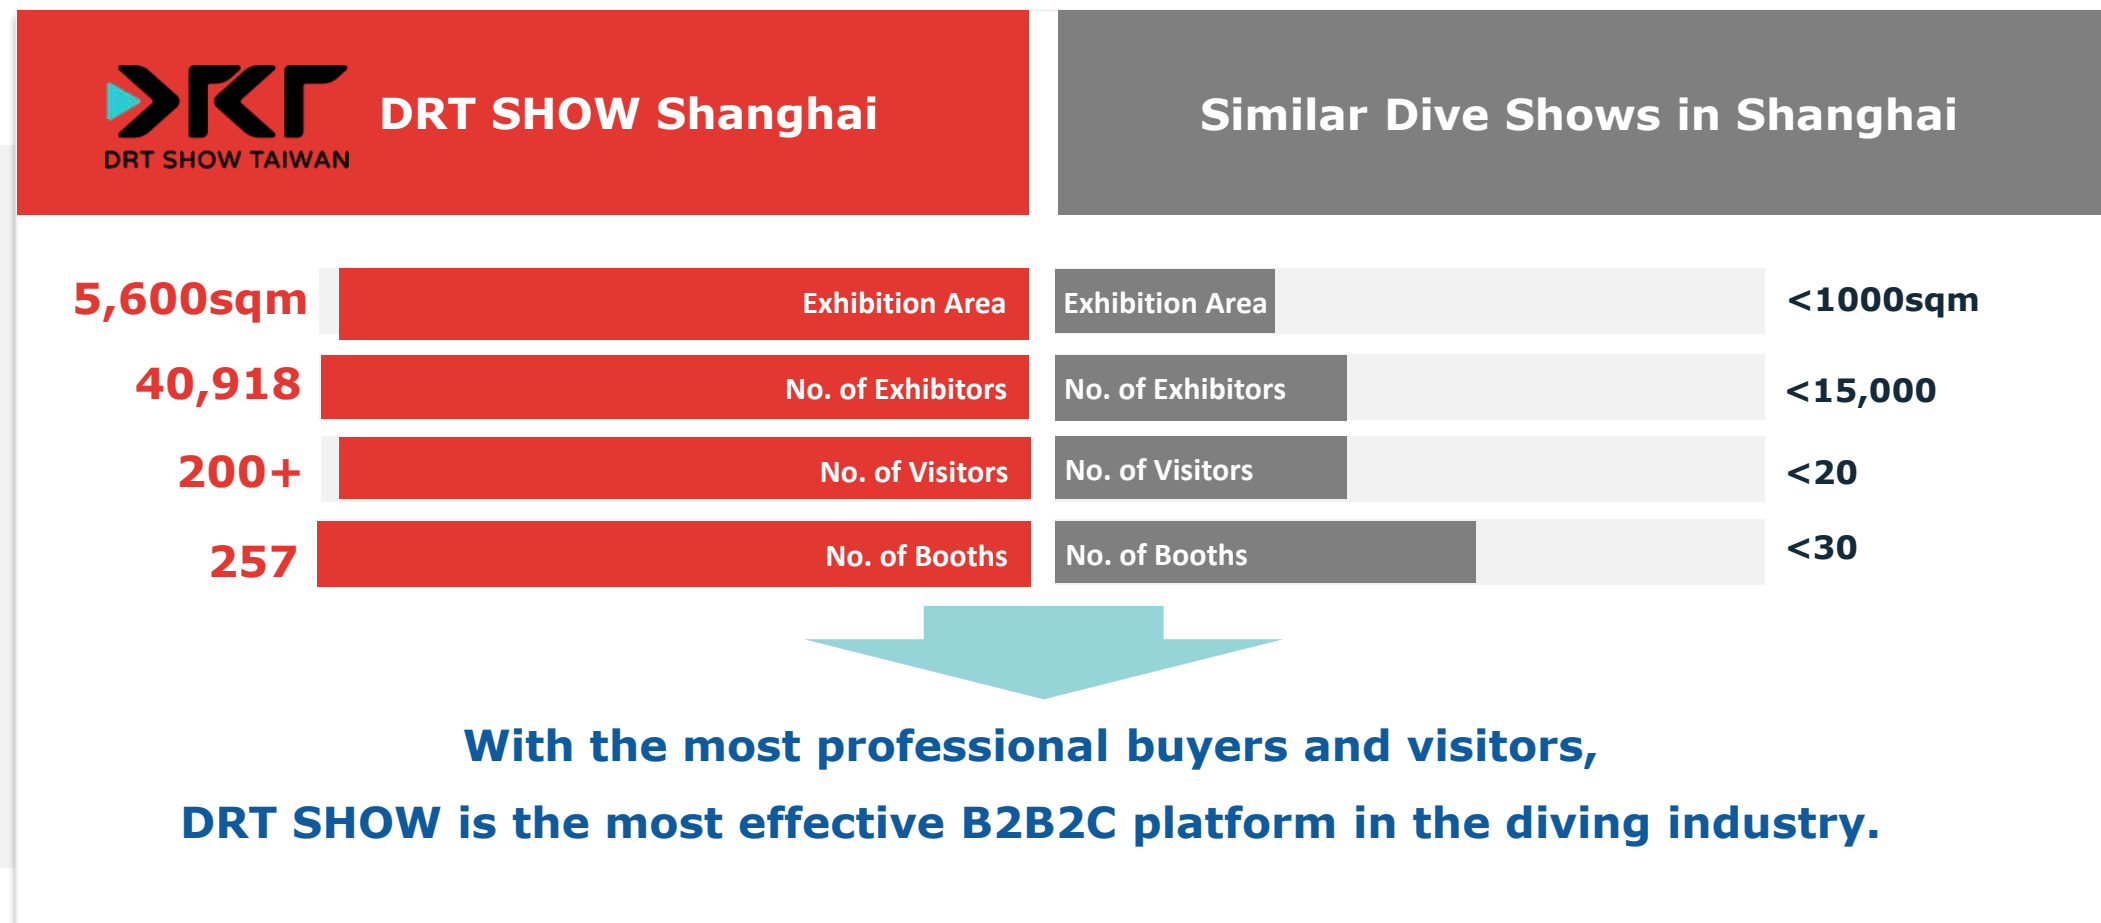 DRT SHOW TAIWAN
DRT SHOW Shanghai
Similar Dive Shows in Shanghai
5,600sqm
Exhibition Area
Exhibition Area
<1000sqm
40,918
No. of Exhibitors
No. of Exhibitors
<15,000
200+
No. of Visitors
No. of Visitors
<20
257
No. of Booths
No. of Booths
<30
With the most professional buyers and visitors,
DRT SHOW is the most effective B2B2C platform in the diving industry.